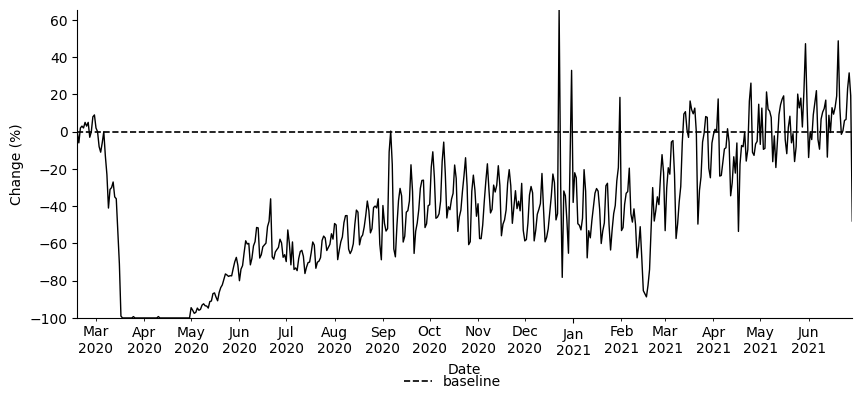 60
40
20
0
−20
−40
−60
−80
−100
Change (%)
Mar Apr May Jun Jul Aug Sep Oct Nov Dec Jan Feb Mar Apr May Jun
2020 2020 2020 2020 2020 2020 2020 2020 2020 2020 2021 2021 2021 2021 2021 2021
Date
baseline